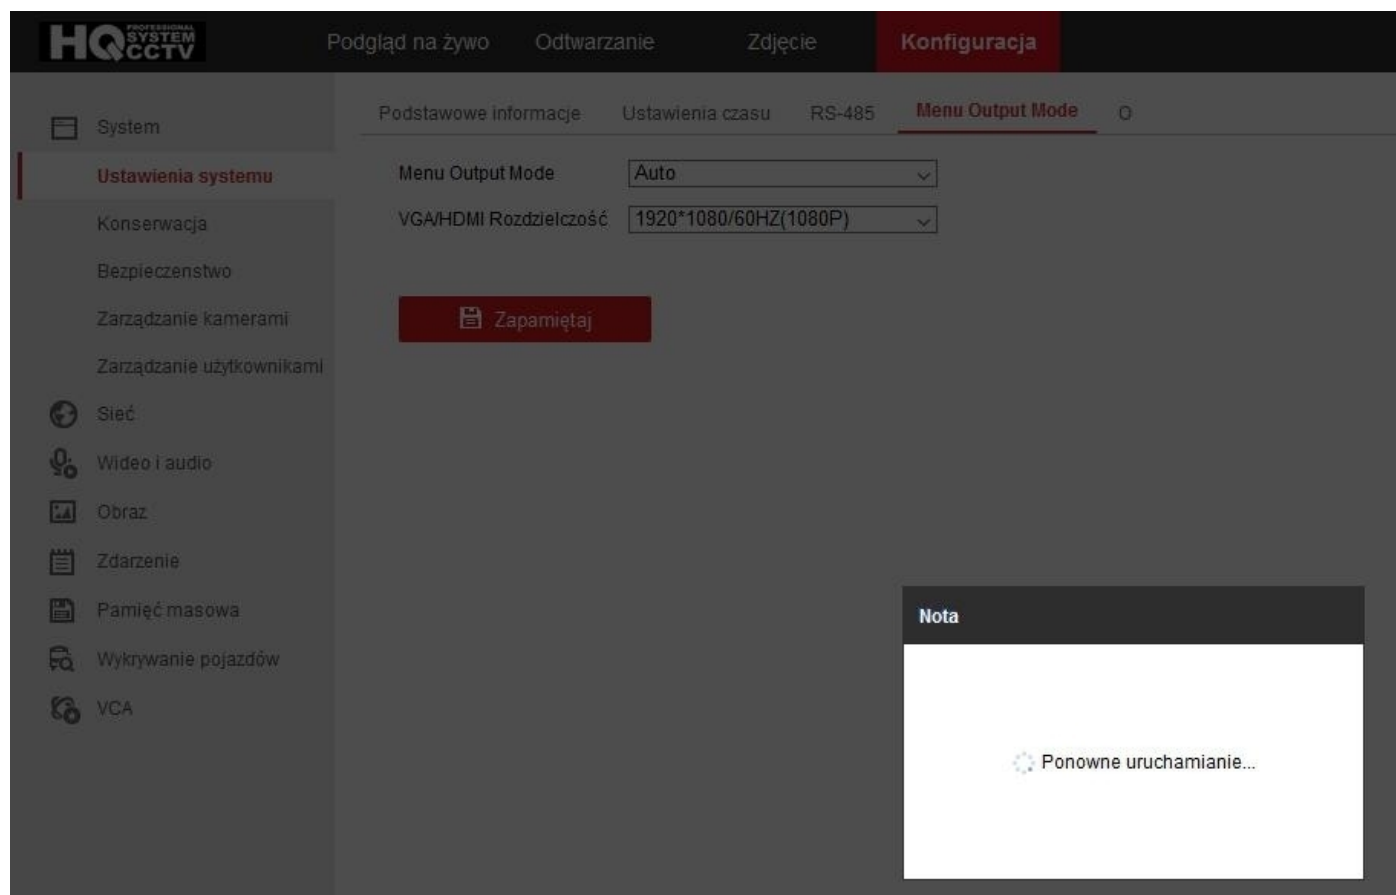 HQ PROFESSIONAL SYSTEM CCTV
Podgląd na żywo Odtwarzanie Zdjęcie Konfiguracja
Podstawowe informacje Ustawienia czasu RS-485 Menu Output Mode O
System
Ustawienia systemu
Konserwacja
Bezpieczenstwo
Zarządzanie kamerami
Zarządzanie użytkownikami
Sieć
Wideo i audio
Obraz
Zdarzenie
Pamięć masowa
Wykrywanie pojazdów
VCA
Menu Output Mode Auto
VGA/HDMI Rozdzielczość 1920*1080/60HZ(1080P)
Zapamiętaj
Nota
Ponowne uruchamianie...